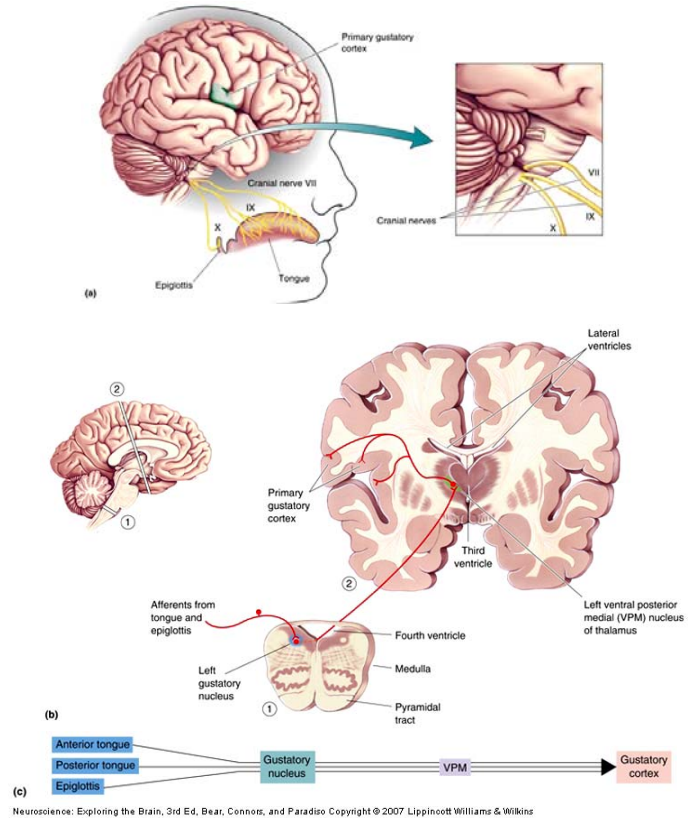 Primary gustatory
cortex
Cranial nerve VII
IX
X
Epiglottis
Tongue
(a)
VII
IX
X
Cranial nerves
Lateral
ventricles
2
1
Primary
gustatory
cortex
Third
ventricle
2
Left ventral posterior
medial (VPM) nucleus
of thalamus
Afferents from
tongue and
epiglottis
Left
gustatory
nucleus
Fourth ventricle
Medulla
Pyramidal
tract
1
(b)
Anterior tongue
Posterior tongue
Epiglottis
Gustatory
nucleus
VPM
Gustatory
cortex
(c)
Neuroscience: Exploring the Brain, 3rd Ed, Bear, Connors, and Paradiso Copyright © 2007 Lippincott Williams & Wilkins